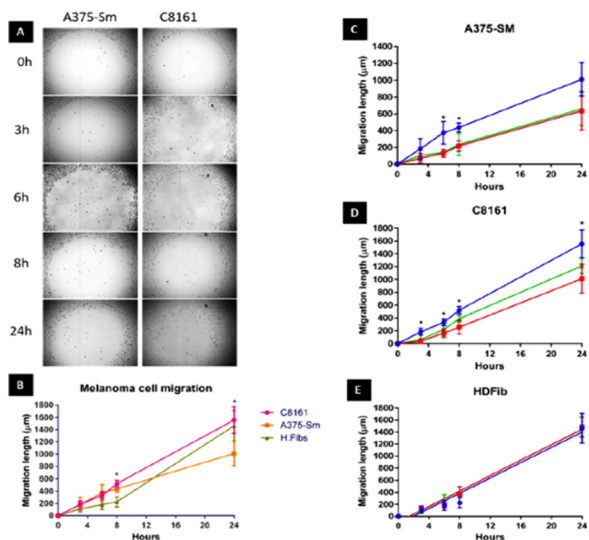 A
A375-Sm
C8161
0h
3h
6h
8h
24h
B
Melanoma cell migration
Migration length (μm)
1800
1600
1400
1200
1000
800
600
400
200
0
*
*
0
4
8
12
16
20
24
Hours
C8161
A375-Sm
H.Fibs
C
A375-SM
Migration length (μm)
1400
1200
1000
800
600
400
200
0
*
*
*
0
4
8
12
16
20
24
Hours
D
C8161
Migration length (μm)
1800
1600
1400
1200
1000
800
600
400
200
0
*
*
*
*
0
4
8
12
16
20
24
Hours
E
HDFib
Migration length (μm)
1800
1600
1400
1200
1000
800
600
400
200
0
0
4
8
12
16
20
24
Hours